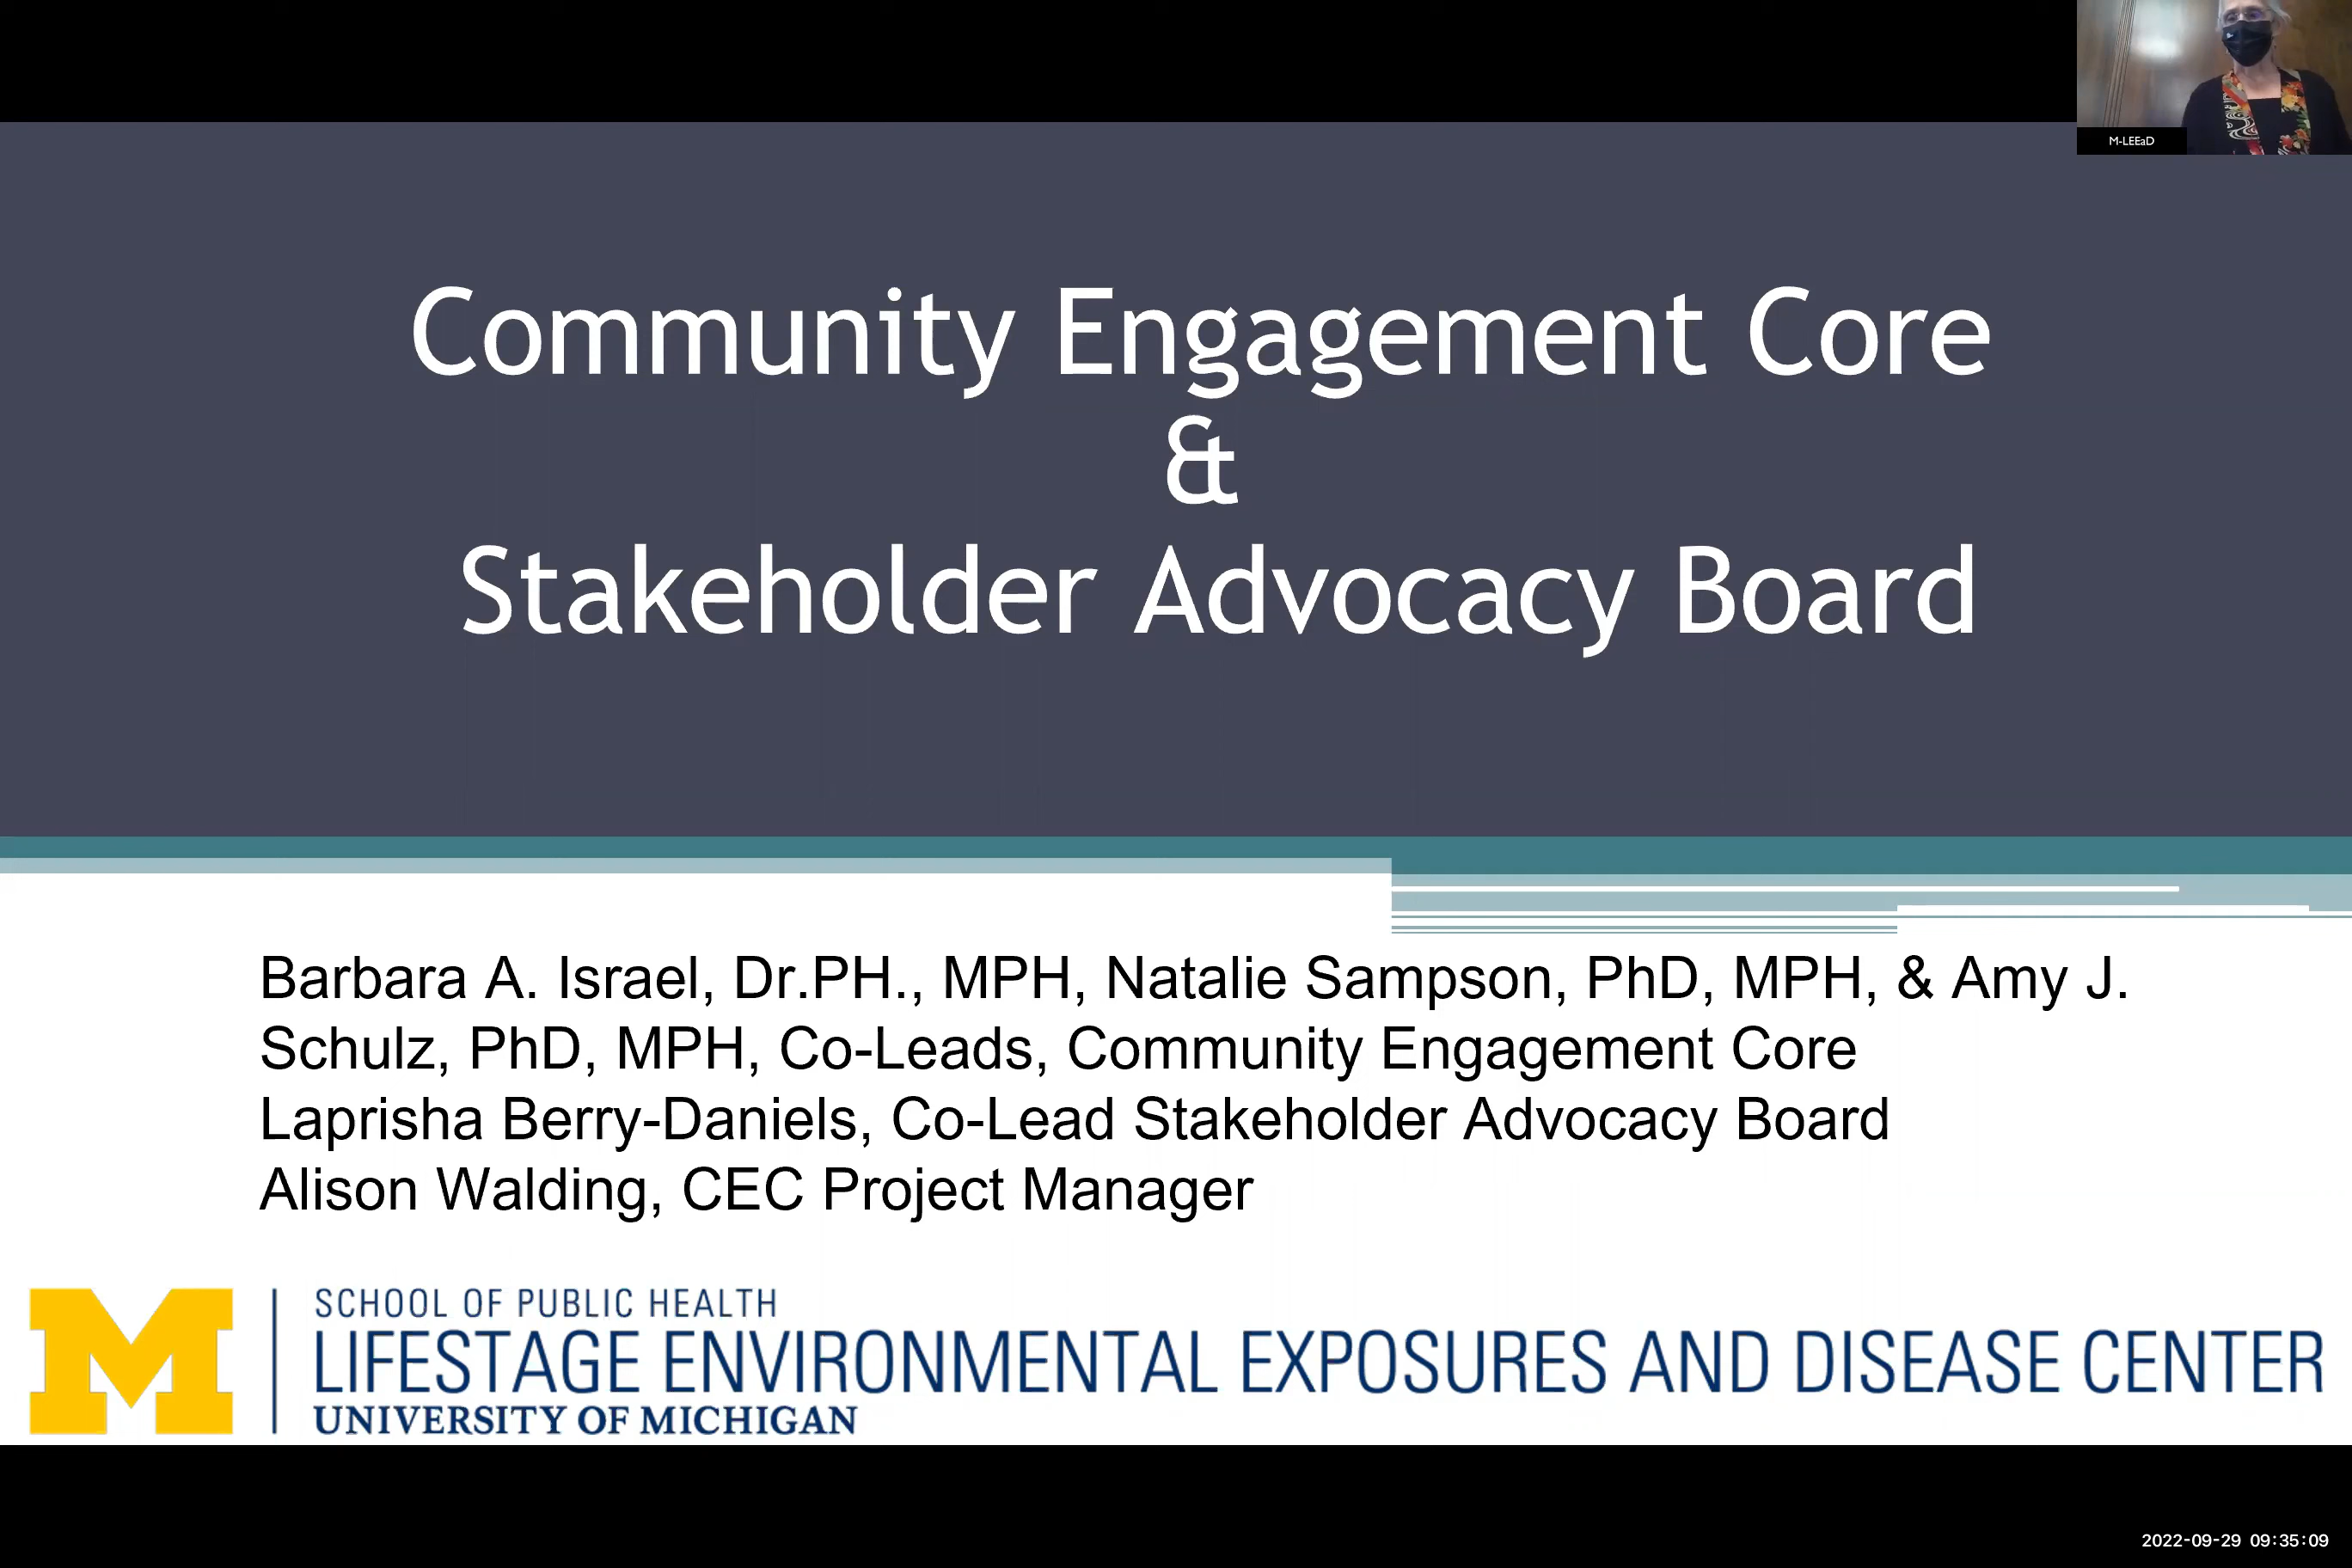 M-LEEaD
Community Engagement Core
&
Stakeholder Advocacy Board
Barbara A. Israel, Dr.PH., MPH, Natalie Sampson, PhD, MPH, & Amy J.
Schulz, PhD, MPH, Co-Leads, Community Engagement Core
Laprisha Berry-Daniels, Co-Lead Stakeholder Advocacy Board
Alison Walding, CEC Project Manager
M
SCHOOL OF PUBLIC HEALTH
LIFESTAGE ENVIRONMENTAL EXPOSURES AND DISEASE CENTER
UNIVERSITY OF MICHIGAN
2022-09-29 09:35:09